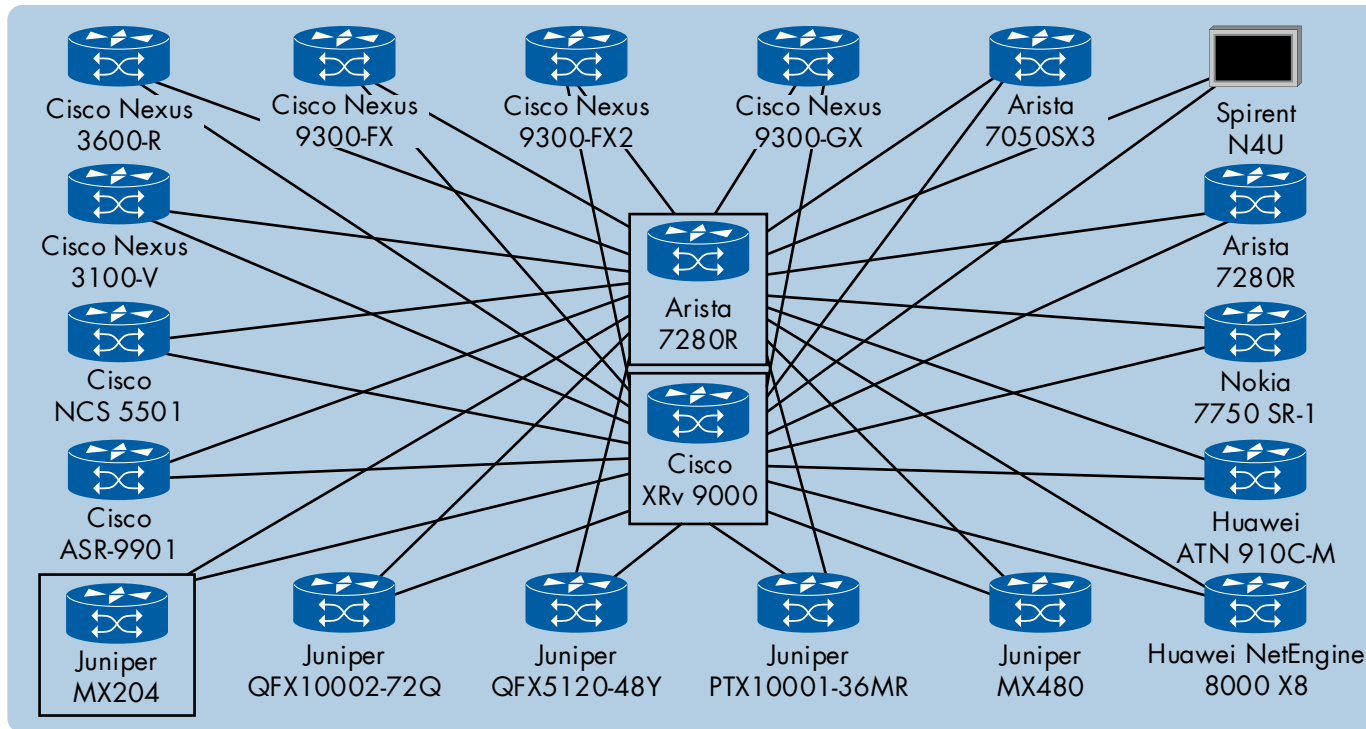 Cisco Nexus
3600-R
Cisco Nexus
9300-FX
Cisco Nexus
9300-FX2
Cisco Nexus
9300-GX
Arista
7050SX3
Spirent
N4U
Cisco Nexus
3100-V
Arista
7280R
Arista
7280R
Cisco
NCS 5501
Nokia
7750 SR-1
Cisco
XRv 9000
Cisco
ASR-9901
Huawei
ATN 910C-M
Juniper
MX204
Juniper
QFX10002-72Q
Juniper
QFX5120-48Y
Juniper
PTX10001-36MR
Juniper
MX480
Huawei NetEngine
8000 X8